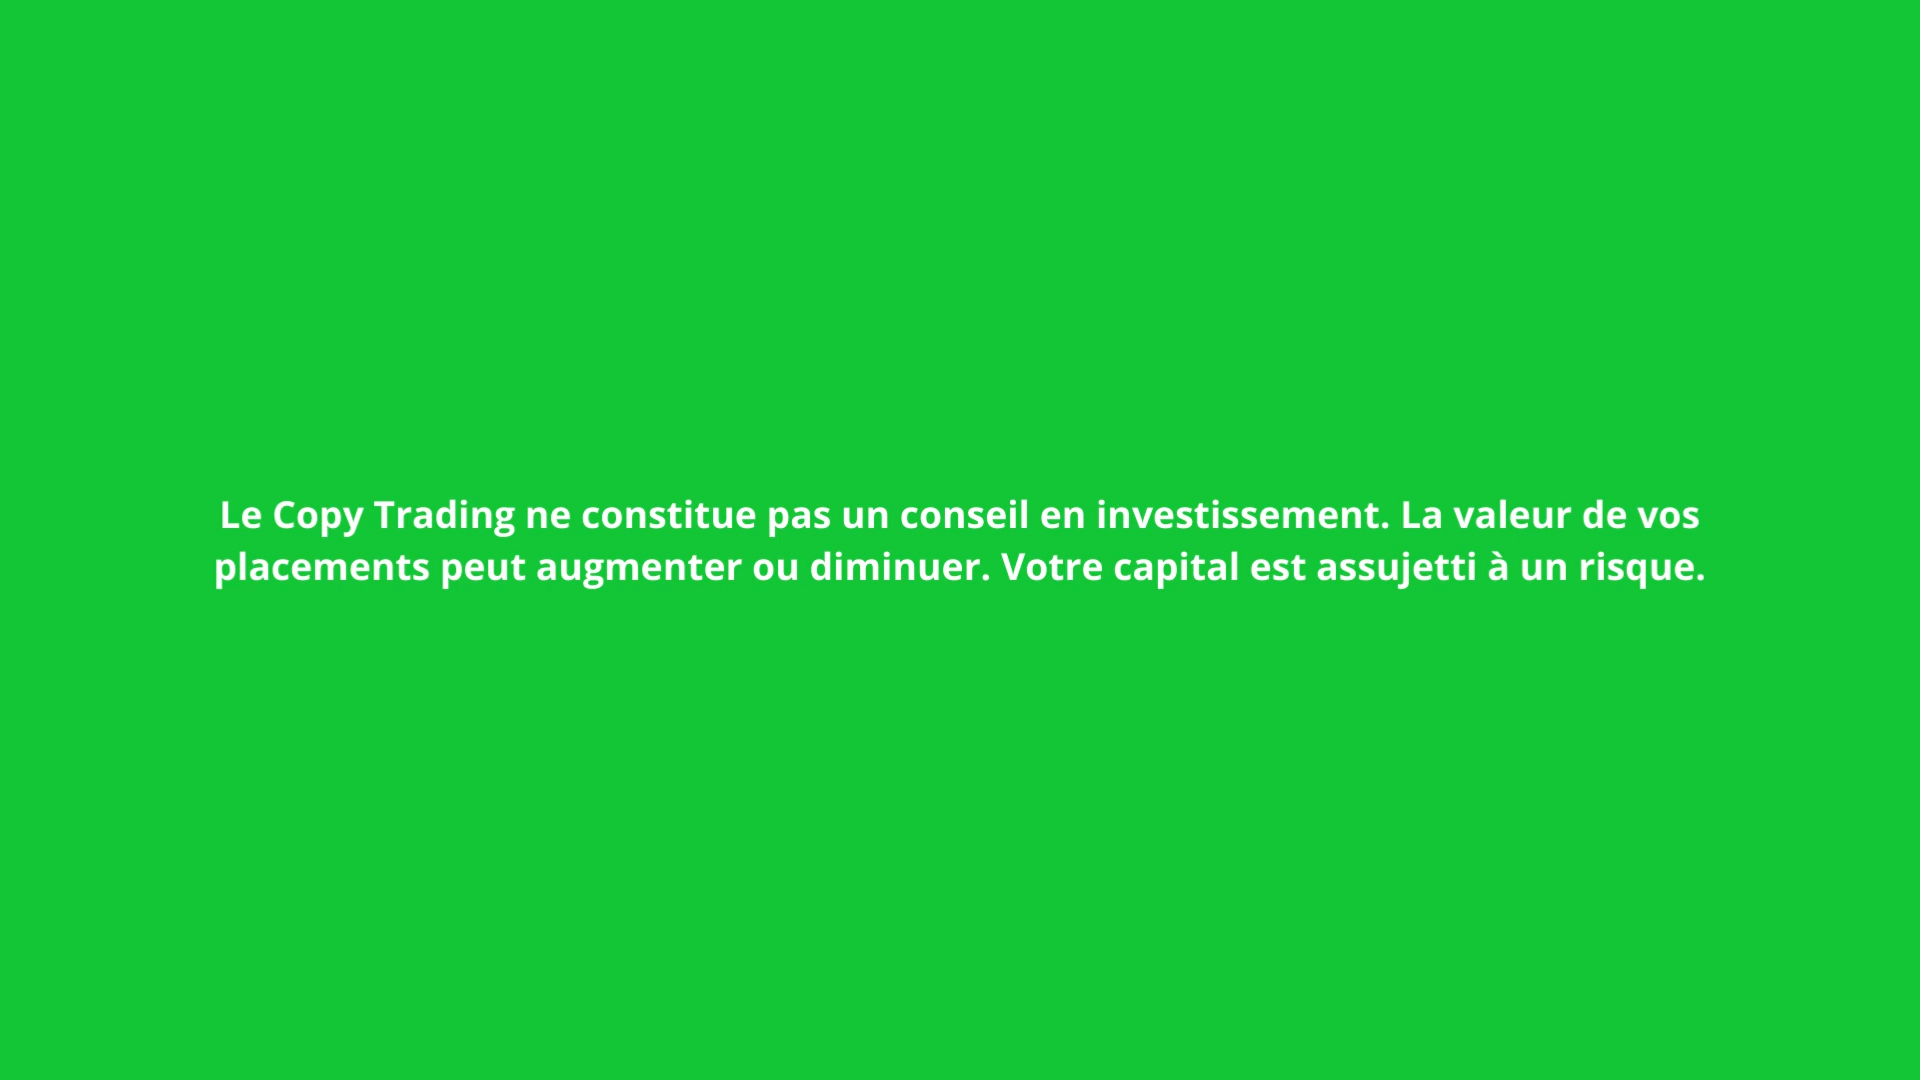 Le Copy Trading ne constitue pas un conseil en investissement. La valeur de vos
placements peut augmenter ou diminuer. Votre capital est assujetti à un risque.